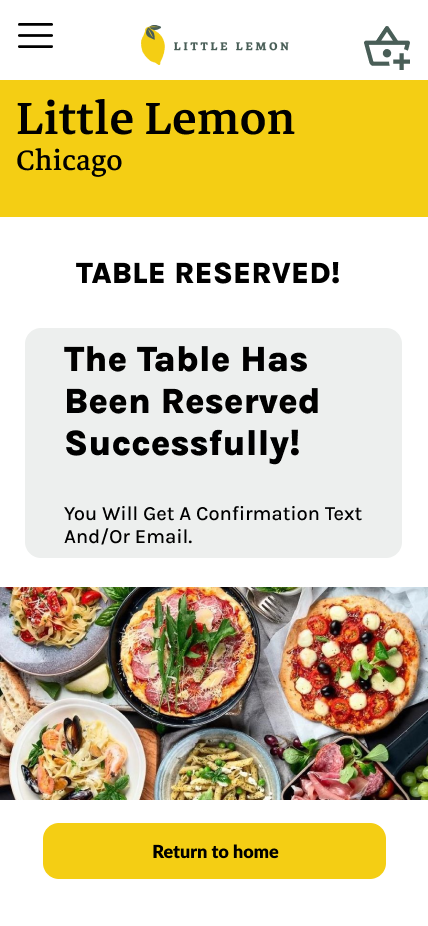 LITTLE LEMON
Little Lemon
Chicago
TABLE RESERVED!
The Table Has
Been Reserved
Successfully!
You Will Get A Confirmation Text
And/Or Email.
Return to home